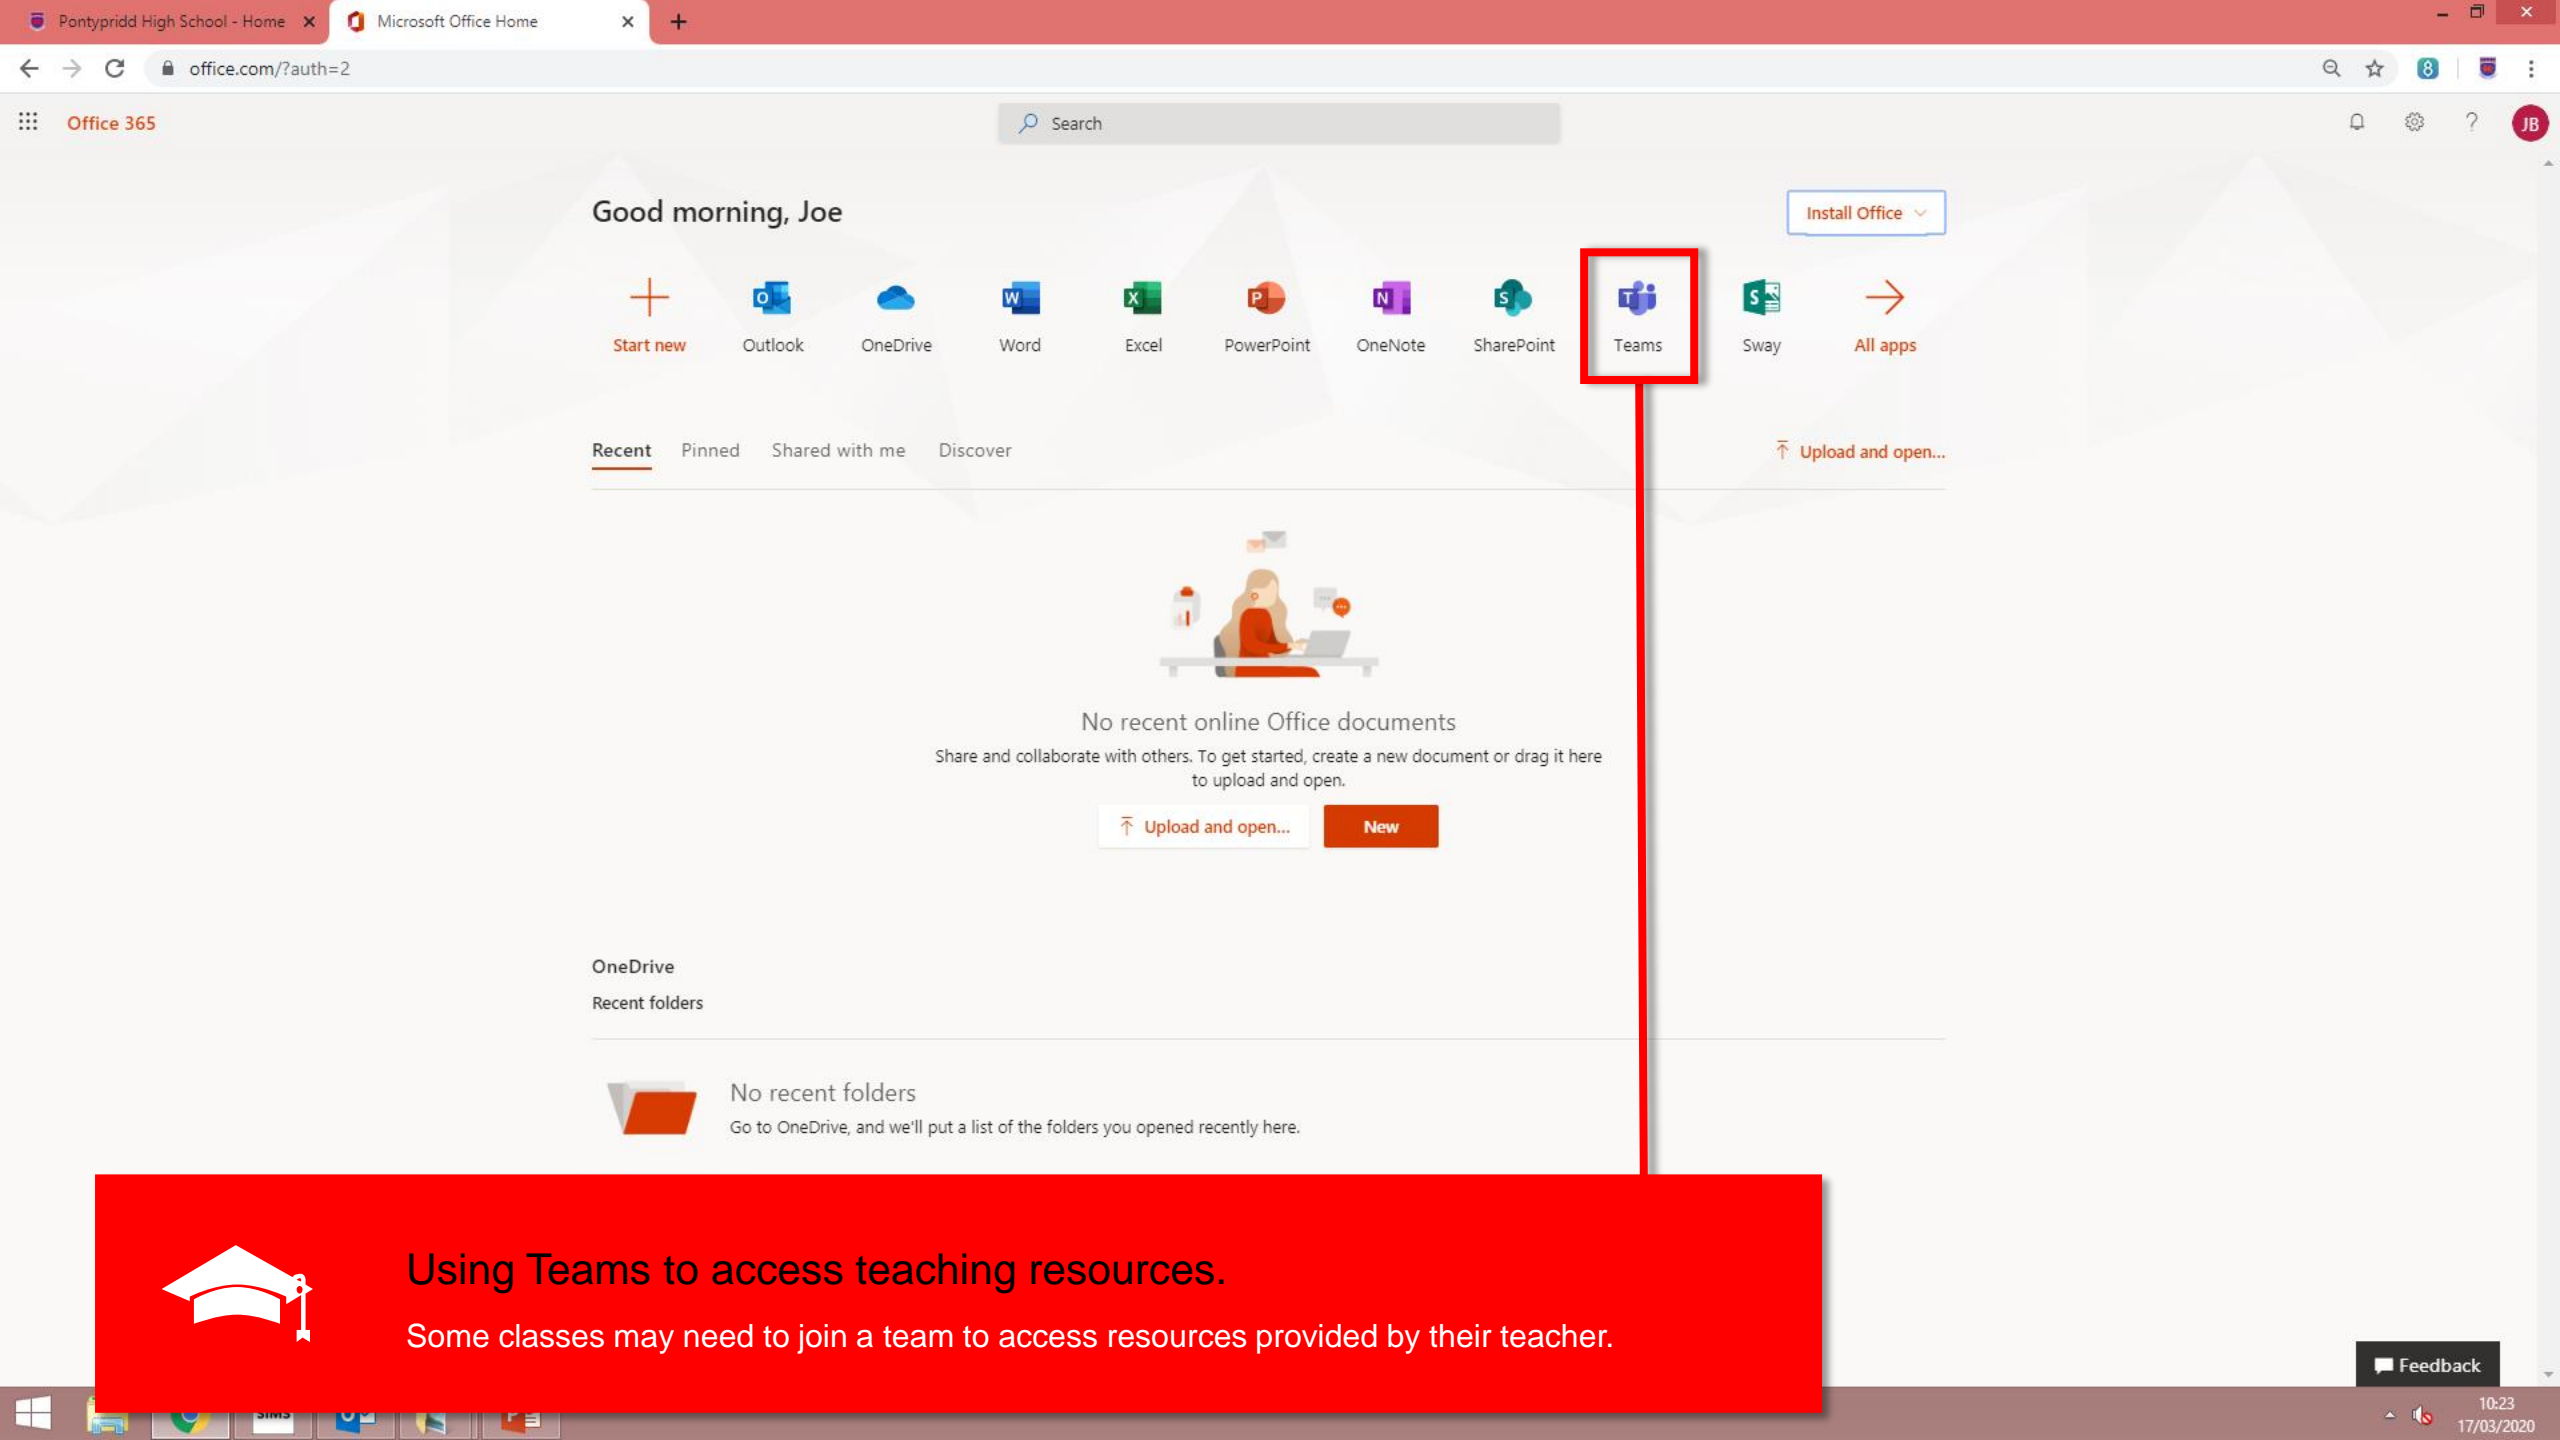 Pontypridd High School - Home
Microsoft Office Home
office.com/?auth=2
Office 365
Search
JB
Good morning, Joe
Install Office
Start new
Outlook
OneDrive
Word
Excel
PowerPoint
OneNote
SharePoint
Teams
Sway
All apps
Recent
Pinned
Shared with me
Discover
Upload and open...
No recent online Office documents
Share and collaborate with others. To get started, create a new document or drag it here
to upload and open.
Upload and open...
New
OneDrive
Recent folders
No recent folders
Go to OneDrive, and we'll put a list of the folders you opened recently here.
Using Teams to access teaching resources.
Some classes may need to join a team to access resources provided by their teacher.
Feedback
10:23
17/03/2020